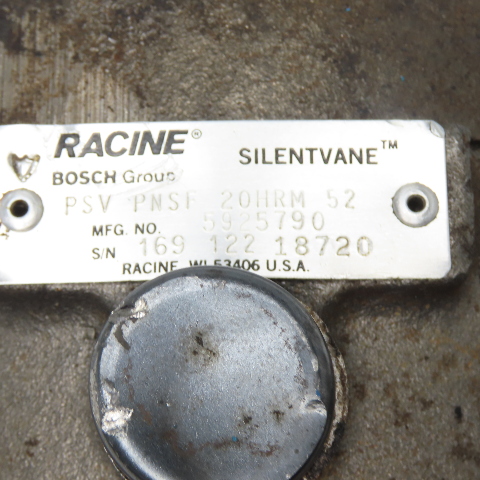 RACINE® SILENTVANE™
BOSCH Group
PSV PNSF 20HRM 52
MFG. NO. 5925790
S/N 169 122 18720
RACINE, WI 53406 U.S.A.